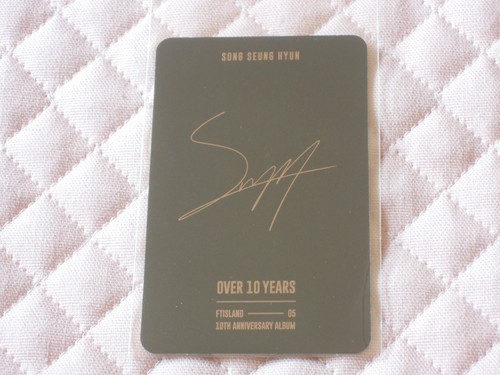 SONG SEUNG HYUN
OVER 10 YEARS
FTISLAND 05
10TH ANNIVERSARY ALBUM